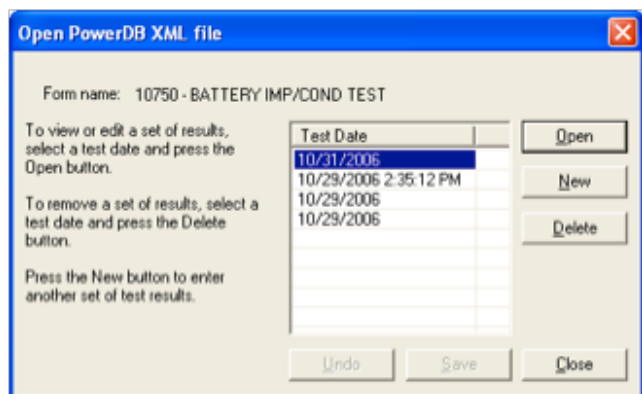 Open PowerDB XML file
Form name: 10750 - BATTERY IMP/COND TEST
To view or edit a set of results,
select a test date and press the
Open button.
To remove a set of results, select a
test date and press the Delete
button.
Press the New button to enter
another set of test results.
Test Date
10/31/2006
10/29/2006 2:35:12 PM
10/29/2006
10/29/2006
Open
New
Delete
Undo
Save
Close